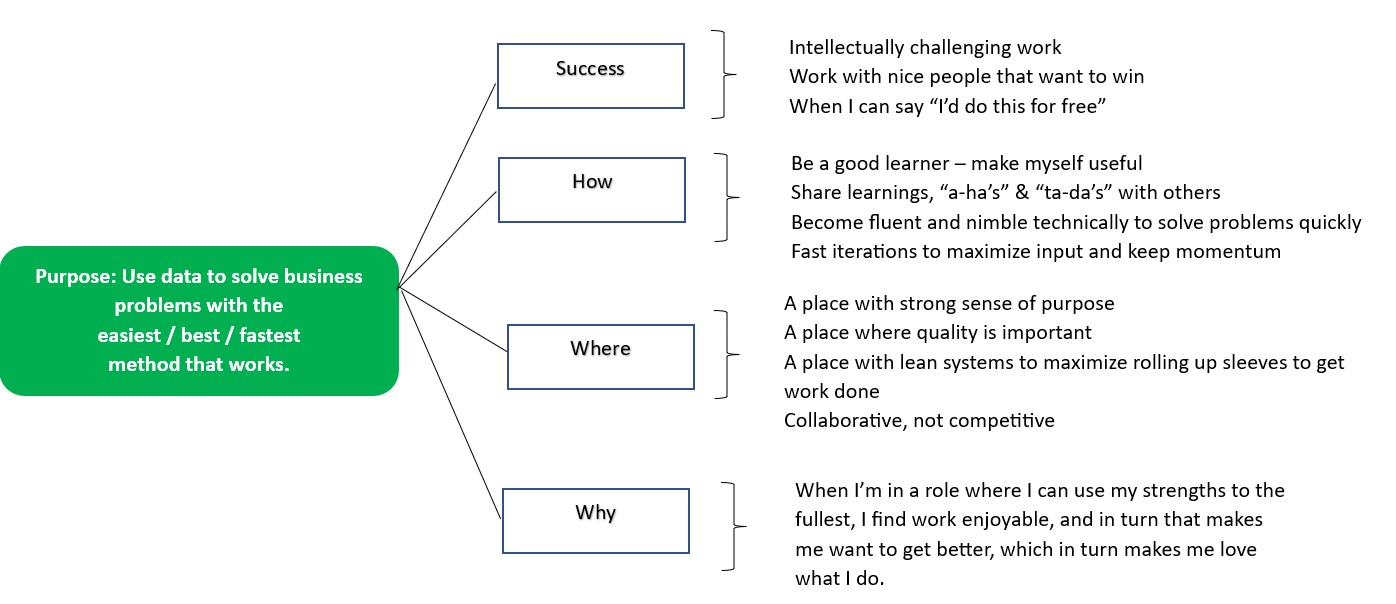 Purpose: Use data to solve business
problems with the
easiest / best / fastest
method that works.
Success
Intellectually challenging work
Work with nice people that want to win
When I can say “I’d do this for free”
How
Be a good learner – make myself useful
Share learnings, “a-ha’s” & “ta-da’s” with others
Become fluent and nimble technically to solve problems quickly
Fast iterations to maximize input and keep momentum
Where
A place with strong sense of purpose
A place where quality is important
A place with lean systems to maximize rolling up sleeves to get
work done
Collaborative, not competitive
Why
When I’m in a role where I can use my strengths to the
fullest, I find work enjoyable, and in turn that makes
me want to get better, which in turn makes me love
what I do.